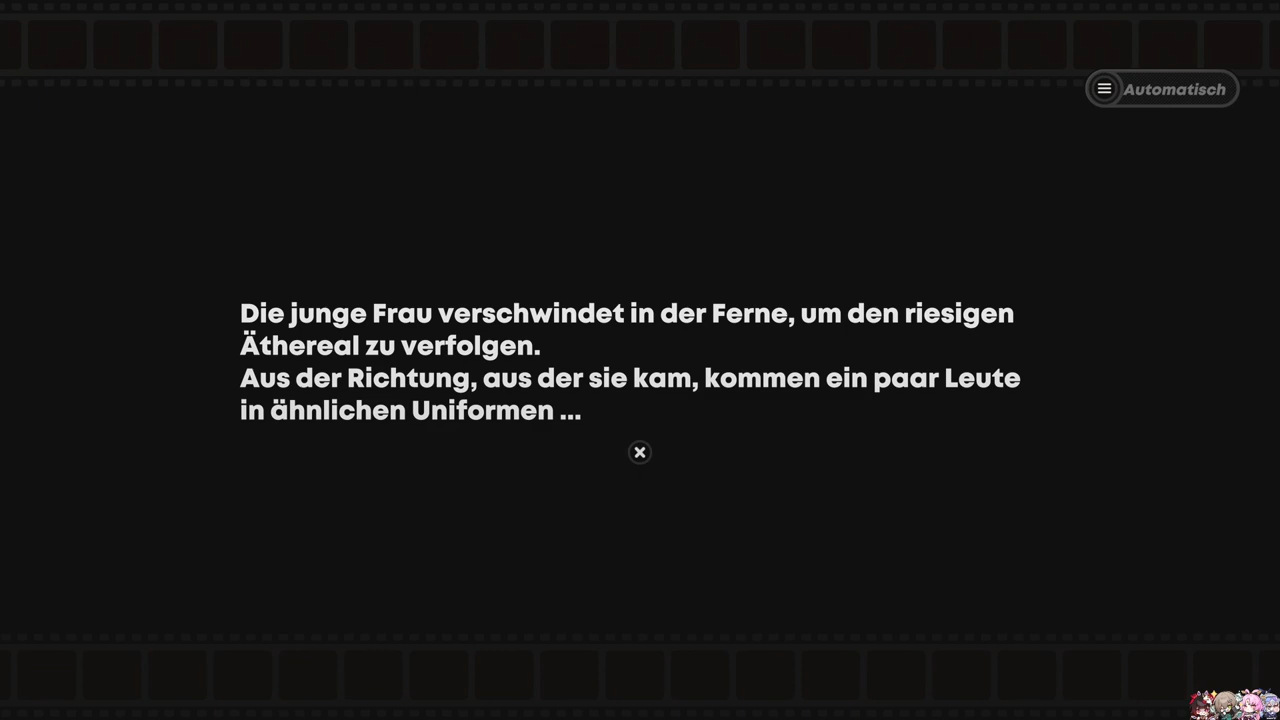 Automatisch
Die junge Frau verschwindet in der Ferne, um den riesigen
Äthereal zu verfolgen.
Aus der Richtung, aus der sie kam, kommen ein paar Leute
in ähnlichen Uniformen ...